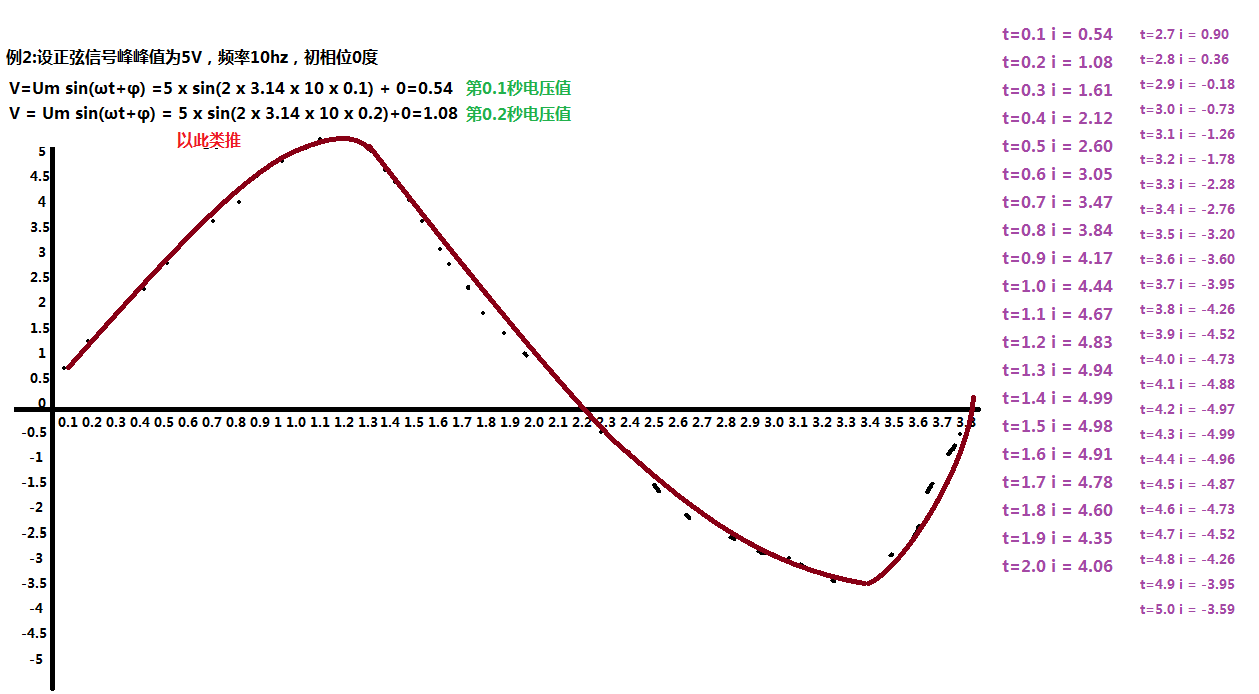 例2:设正弦信号峰峰值为5V，频率10hz，初相位0度
V=Um sin(ωt+φ) =5 x sin(2 x 3.14 x 10 x 0.1) + 0=0.54 第0.1秒电压值
V = Um sin(ωt+φ) = 5 x sin(2 x 3.14 x 10 x 0.2)+0=1.08 第0.2秒电压值
以此类推
5
4.5
4
3.5
3
2.5
2
1.5
1
0.5
0
0.1 0.2 0.3 0.4 0.5 0.6 0.7 0.8 0.9 1.0 1.1 1.2 1.3 1.4 1.5 1.6 1.7 1.8 1.9 2.0 2.1 2.2 2.3 2.4 2.5 2.6 2.7 2.8 2.9 3.0 3.1 3.2 3.3 3.4 3.5 3.6 3.7 3.8
-0.5
-1
-1.5
-2
-2.5
-3
-3.5
-4
-4.5
-5
t=0.1 i = 0.54
t=0.2 i = 1.08
t=0.3 i = 1.61
t=0.4 i = 2.12
t=0.5 i = 2.60
t=0.6 i = 3.05
t=0.7 i = 3.47
t=0.8 i = 3.84
t=0.9 i = 4.17
t=1.0 i = 4.44
t=1.1 i = 4.67
t=1.2 i = 4.83
t=1.3 i = 4.94
t=1.4 i = 4.99
t=1.5 i = 4.98
t=1.6 i = 4.91
t=1.7 i = 4.78
t=1.8 i = 4.60
t=1.9 i = 4.35
t=2.0 i = 4.06
t=2.7 i = 0.90
t=2.8 i = 0.36
t=2.9 i = -0.18
t=3.0 i = -0.73
t=3.1 i = -1.26
t=3.2 i = -1.78
t=3.3 i = -2.28
t=3.4 i = -2.76
t=3.5 i = -3.20
t=3.6 i = -3.60
t=3.7 i = -3.95
t=3.8 i = -4.26
t=3.9 i = -4.52
t=4.0 i = -4.73
t=4.1 i = -4.88
t=4.2 i = -4.97
t=4.3 i = -4.99
t=4.4 i = -4.96
t=4.5 i = -4.87
t=4.6 i = -4.73
t=4.7 i = -4.52
t=4.8 i = -4.26
t=4.9 i = -3.95
t=5.0 i = -3.59